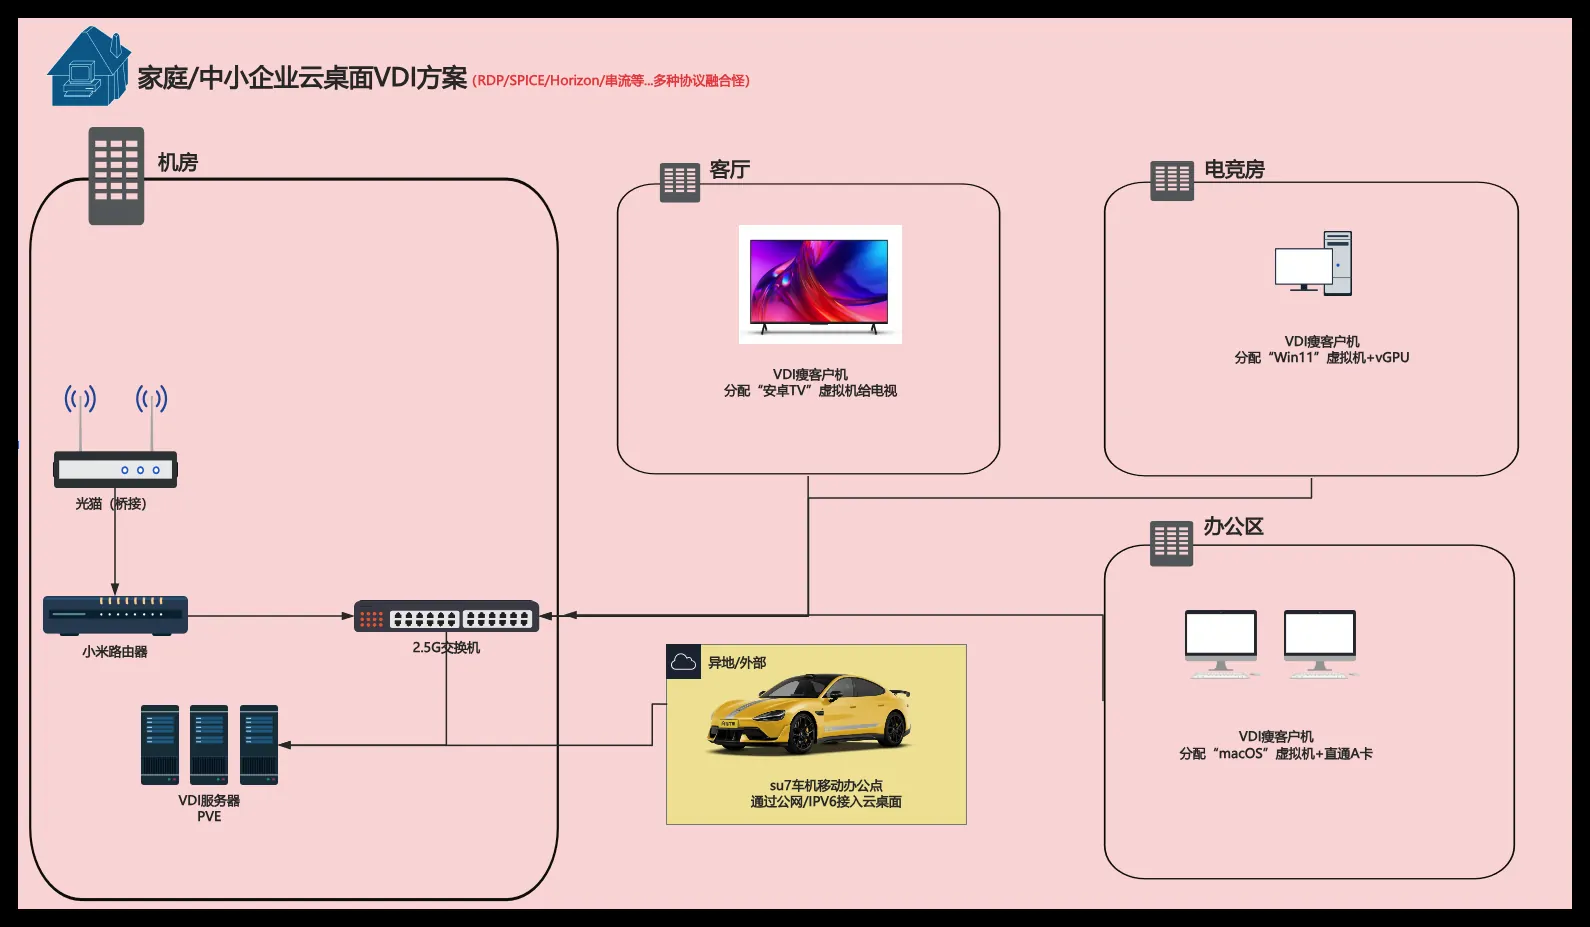 家庭/中小企业云桌面VDI方案 (RDP/SPICE/Horizon/串流等...多种协议融合怪)
机房
客厅
电竞房
VDI瘦客户机
分配“安卓TV”虚拟机给电视
VDI瘦客户机
分配“Win11”虚拟机+vGPU
光猫（桥接）
小米路由器
2.5G交换机
VDI服务器
PVE
异地/外部
su7车机移动办公点
通过公网/IPV6接入云桌面
办公区
VDI瘦客户机
分配“macOS”虚拟机+直通A卡